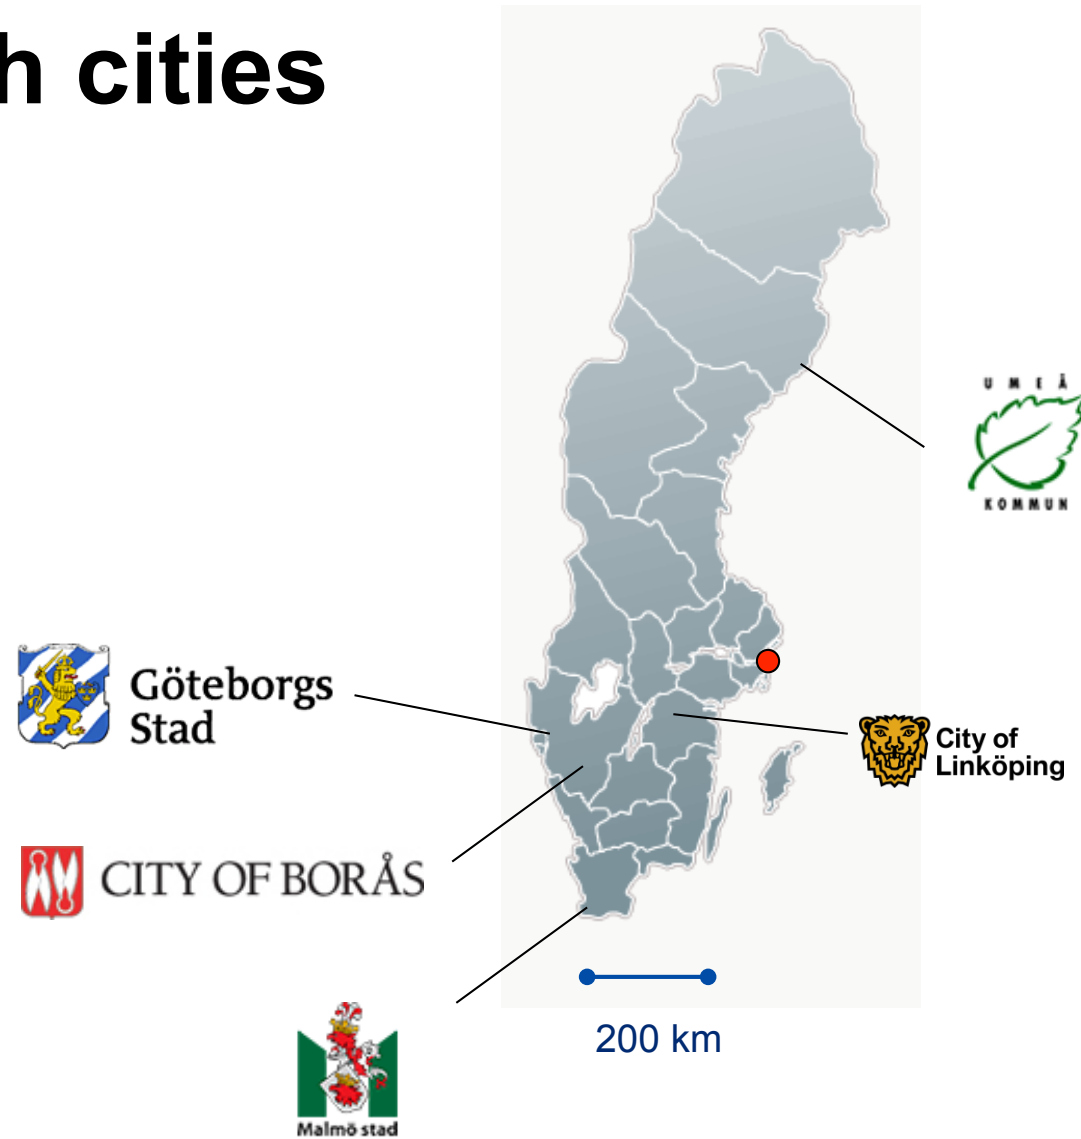 h cities
UMEÅ
KOMMUN
Göteborgs
Stad
City of
Linköping
CITY OF BORÅS
200 km
Malmö stad